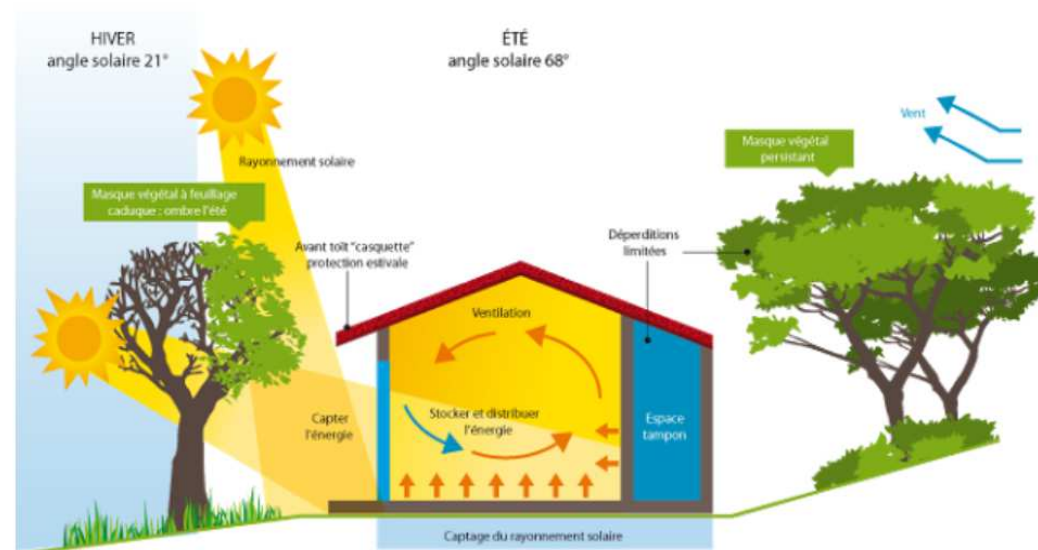 HIVER
angle solaire 21°
ÉTÉ
angle solaire 68°
Rayonnement solaire
Masque végétal à feuillage
caduque : ombre l'été
Avant toit "casquette"
protection estivale
Déperditions
limitées
Masque végétal
persistant
Vent
Ventilation
Capter
l'énergie
Stocker et distribuer
l'énergie
Espace
tampon
Captage du rayonnement solaire